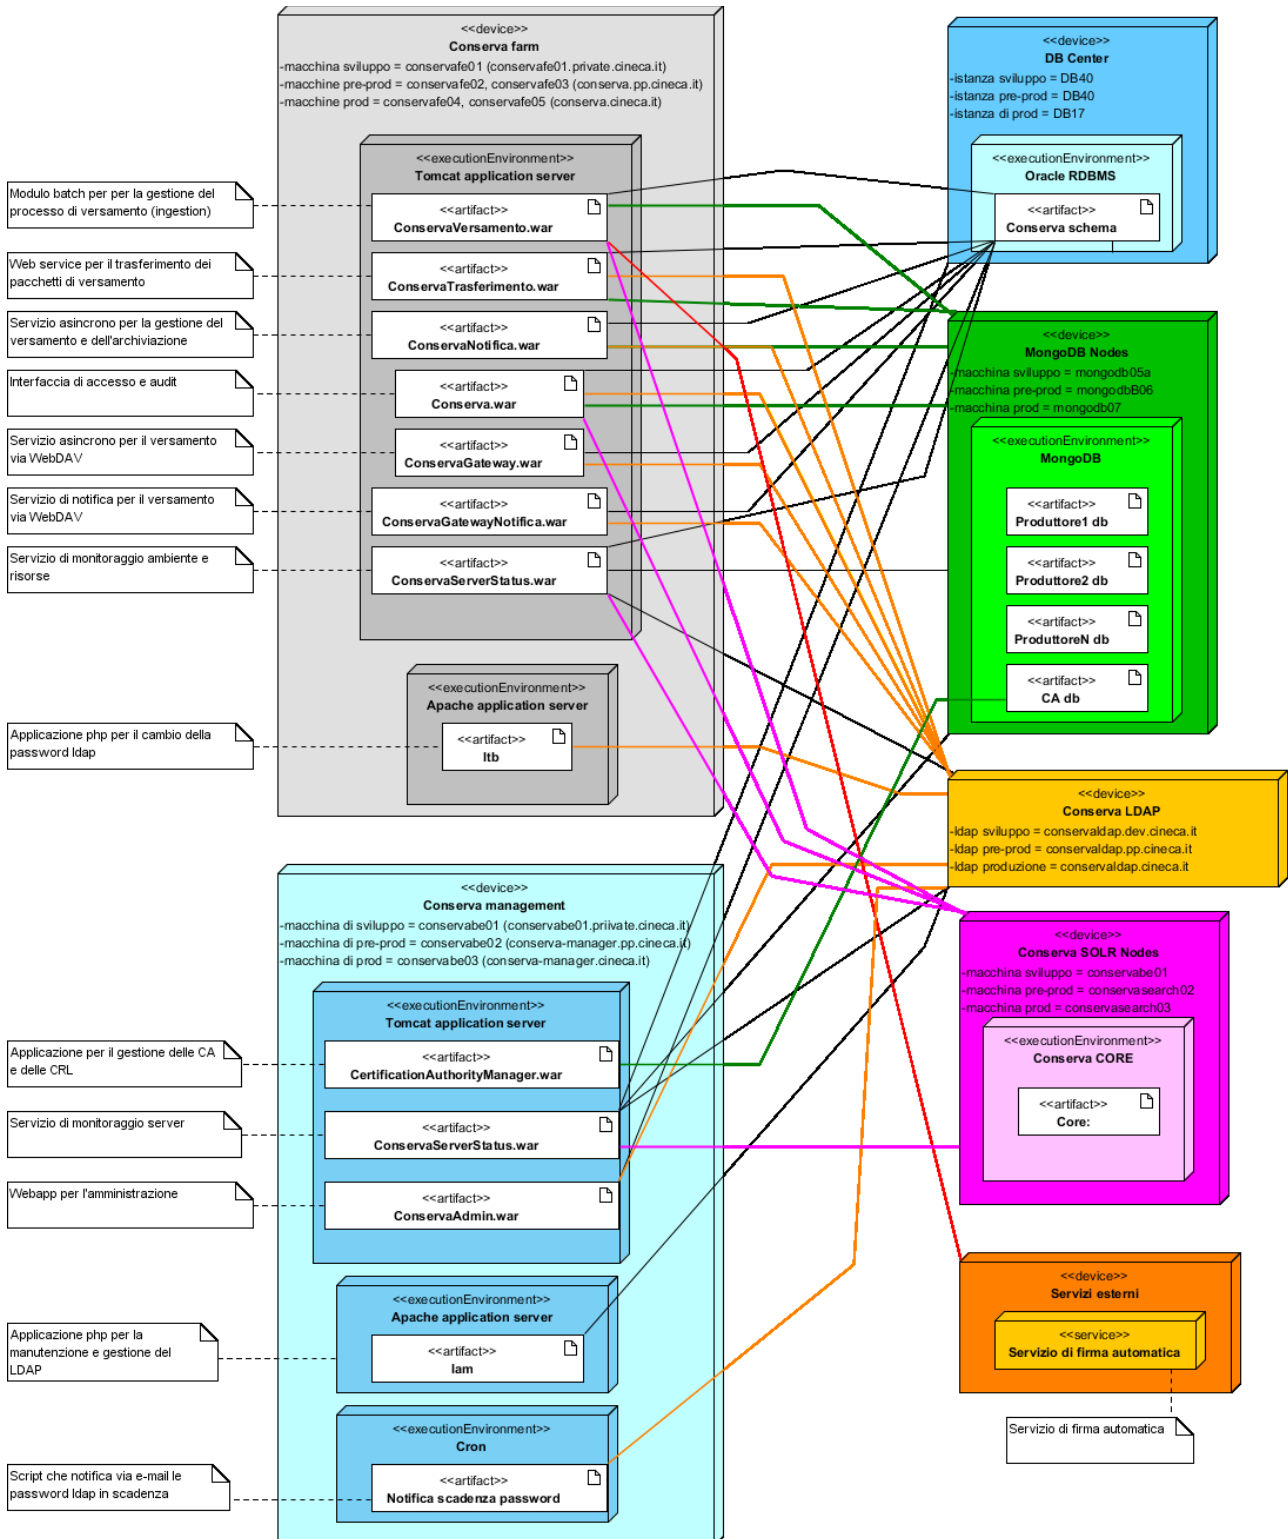 <<device>>
Conserva farm
-macchina sviluppo = conservafe01 (conservafe01.private.cineca.it)
-macchine pre-prod = conservafe02, conservafe03 (conserva.pp.cineca.it)
-macchine prod = conservafe04, conservafe05 (conserva.cineca.it)
<<executionEnvironment>>
Tomcat application server
<<artifact>>
ConservaVersamento.war
<<artifact>>
ConservaTrasferimento.war
<<artifact>>
ConservaNotifica.war
<<artifact>>
Conserva.war
<<artifact>>
ConservaGateway.war
<<artifact>>
ConservaGatewayNotifica.war
<<artifact>>
ConservaServerStatus.war
<<executionEnvironment>>
Apache application server
<<artifact>>
ltb
Modulo batch per per la gestione del
processo di versamento (ingestion)
Web service per il trasferimento dei
pacchetti di versamento
Servizio asincrono per la gestione del
versamento e dell'archiviazione
Interfaccia di accesso e audit
Servizio asincrono per il versamento
via WebDAV
Servizio di notifica per il versamento
via WebDAV
Servizio di monitoraggio ambiente e
risorse
Applicazione php per il cambio della
password ldap
<<device>>
DB Center
-istanza sviluppo = DB40
-istanza pre-prod = DB40
-istanza di prod = DB17
<<executionEnvironment>>
Oracle RDBMS
<<artifact>>
Conserva schema
<<device>>
MongoDB Nodes
-macchina sviluppo = mongodb05a
-macchina pre-prod = mongodbB06
-macchina prod = mongodb07
<<executionEnvironment>>
MongoDB
<<artifact>>
Produttore1 db
<<artifact>>
Produttore2 db
<<artifact>>
ProduttoreN db
<<artifact>>
CA db
<<device>>
Conserva LDAP
-ldap sviluppo = conservaldap.dev.cineca.it
-ldap pre-prod = conservaldap.pp.cineca.it
-ldap produzione = conservaldap.cineca.it
<<device>>
Conserva management
-macchina di sviluppo = conservabe01 (conservabe01.priivate.cineca.it)
-macchina di pre-prod = conservabe02 (conserva-manager.pp.cineca.it)
-macchina di prod = conservabe03 (conserva-manager.cineca.it)
<<executionEnvironment>>
Tomcat application server
<<artifact>>
CertificationAuthorityManager.war
<<artifact>>
ConservaServerStatus.war
<<artifact>>
ConservaAdmin.war
<<executionEnvironment>>
Apache application server
<<artifact>>
lam
<<executionEnvironment>>
Cron
<<artifact>>
Notifica scadenza password
Applicazione per il gestione delle CA
e delle CRL
Servizio di monitoraggio server
Webapp per l'amministrazione
Applicazione php per la
manutenzione e gestione del
LDAP
Script che notifica via e-mail le
password ldap in scadenza
<<device>>
Conserva SOLR Nodes
-macchina sviluppo = conservabe01
-macchina pre-prod = conservasearch02
-macchina prod = conservasearch03
<<executionEnvironment>>
Conserva CORE
<<artifact>>
Core:
<<device>>
Servizi esterni
<<service>>
Servizio di firma automatica
Servizio di firma automatica